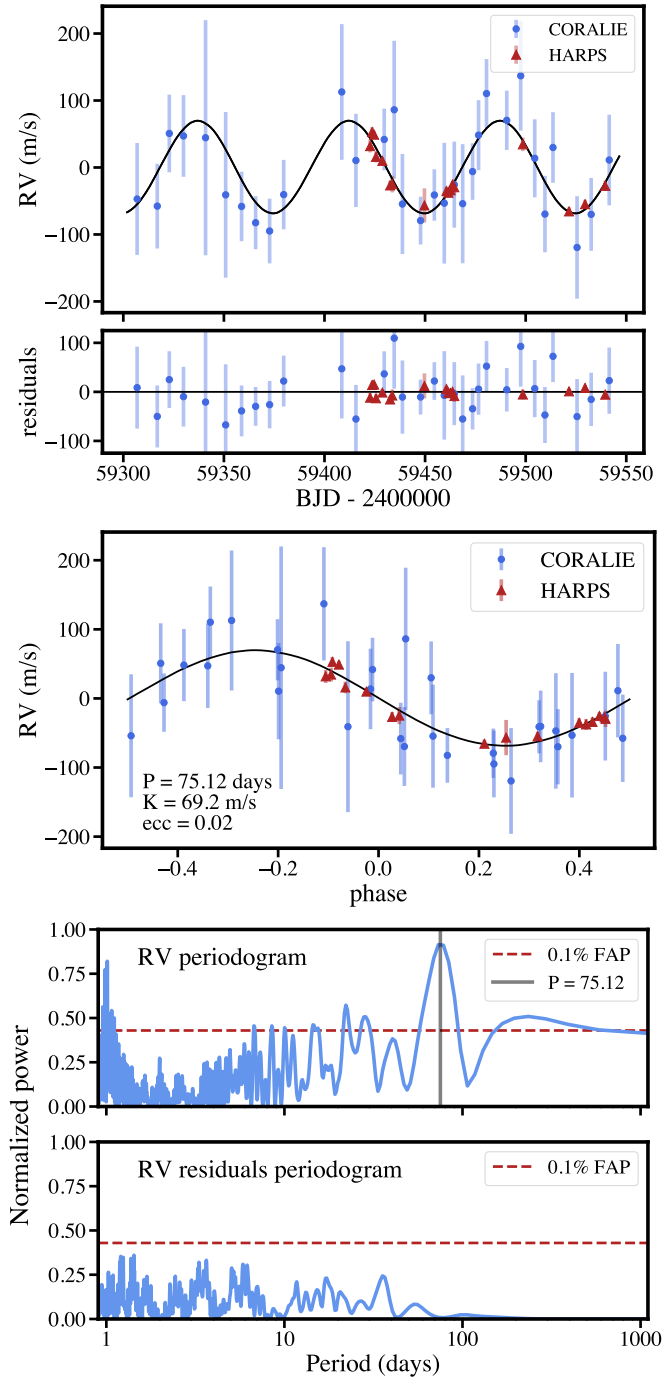 200
100
0
−100
−200
RV (m/s)
CORALIE
HARPS
100
0
−100
residuals
59300 59350 59400 59450 59500 59550
BJD - 2400000
200
100
0
−100
−200
RV (m/s)
CORALIE
HARPS
P = 75.12 days
K = 69.2 m/s
ecc = 0.02
−0.4 −0.2 0.0 0.2 0.4
phase
1.00
0.75
0.50
0.25
0.00
RV periodogram
0.1% FAP
P = 75.12
Normalized power
1.00
0.75
0.50
0.25
0.00
RV residuals periodogram
0.1% FAP
1 10 100 1000
Period (days)